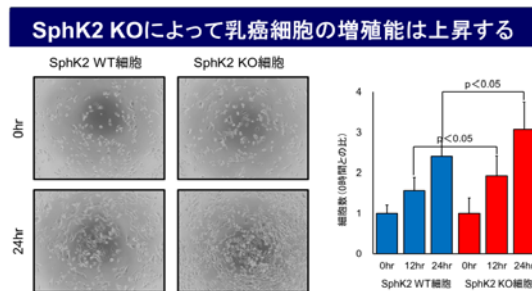 SphK2 KOによって乳癌細胞の増殖能は上昇する
SphK2 WT細胞
SphK2 KO細胞
0hr
24hr
細胞数(0時間との比)
4
3
2
1
0
p<0.05
p<0.05
0hr 12hr 24hr 0hr 12hr 24hr
SphK2 WT細胞 SphK2 KO細胞